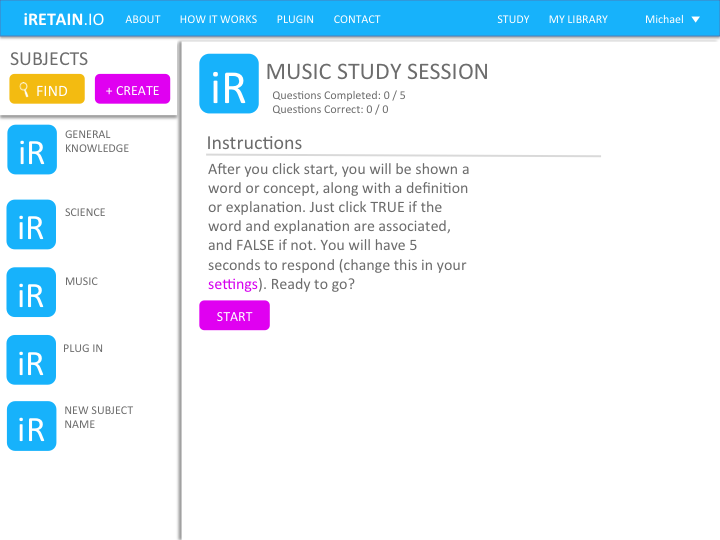 iRETAIN.IO ABOUT HOW IT WORKS PLUGIN CONTACT STUDY MY LIBRARY Michael
SUBJECTS
FIND + CREATE
iR GENERAL
KNOWLEDGE
iR SCIENCE
iR MUSIC
iR PLUG IN
iR NEW SUBJECT
NAME
iR MUSIC STUDY SESSION
Questions Completed: 0 / 5
Questions Correct: 0 / 0
Instructions
After you click start, you will be shown a
word or concept, along with a definition
or explanation. Just click TRUE if the
word and explanation are associated,
and FALSE if not. You will have 5
seconds to respond (change this in your
settings). Ready to go?
START